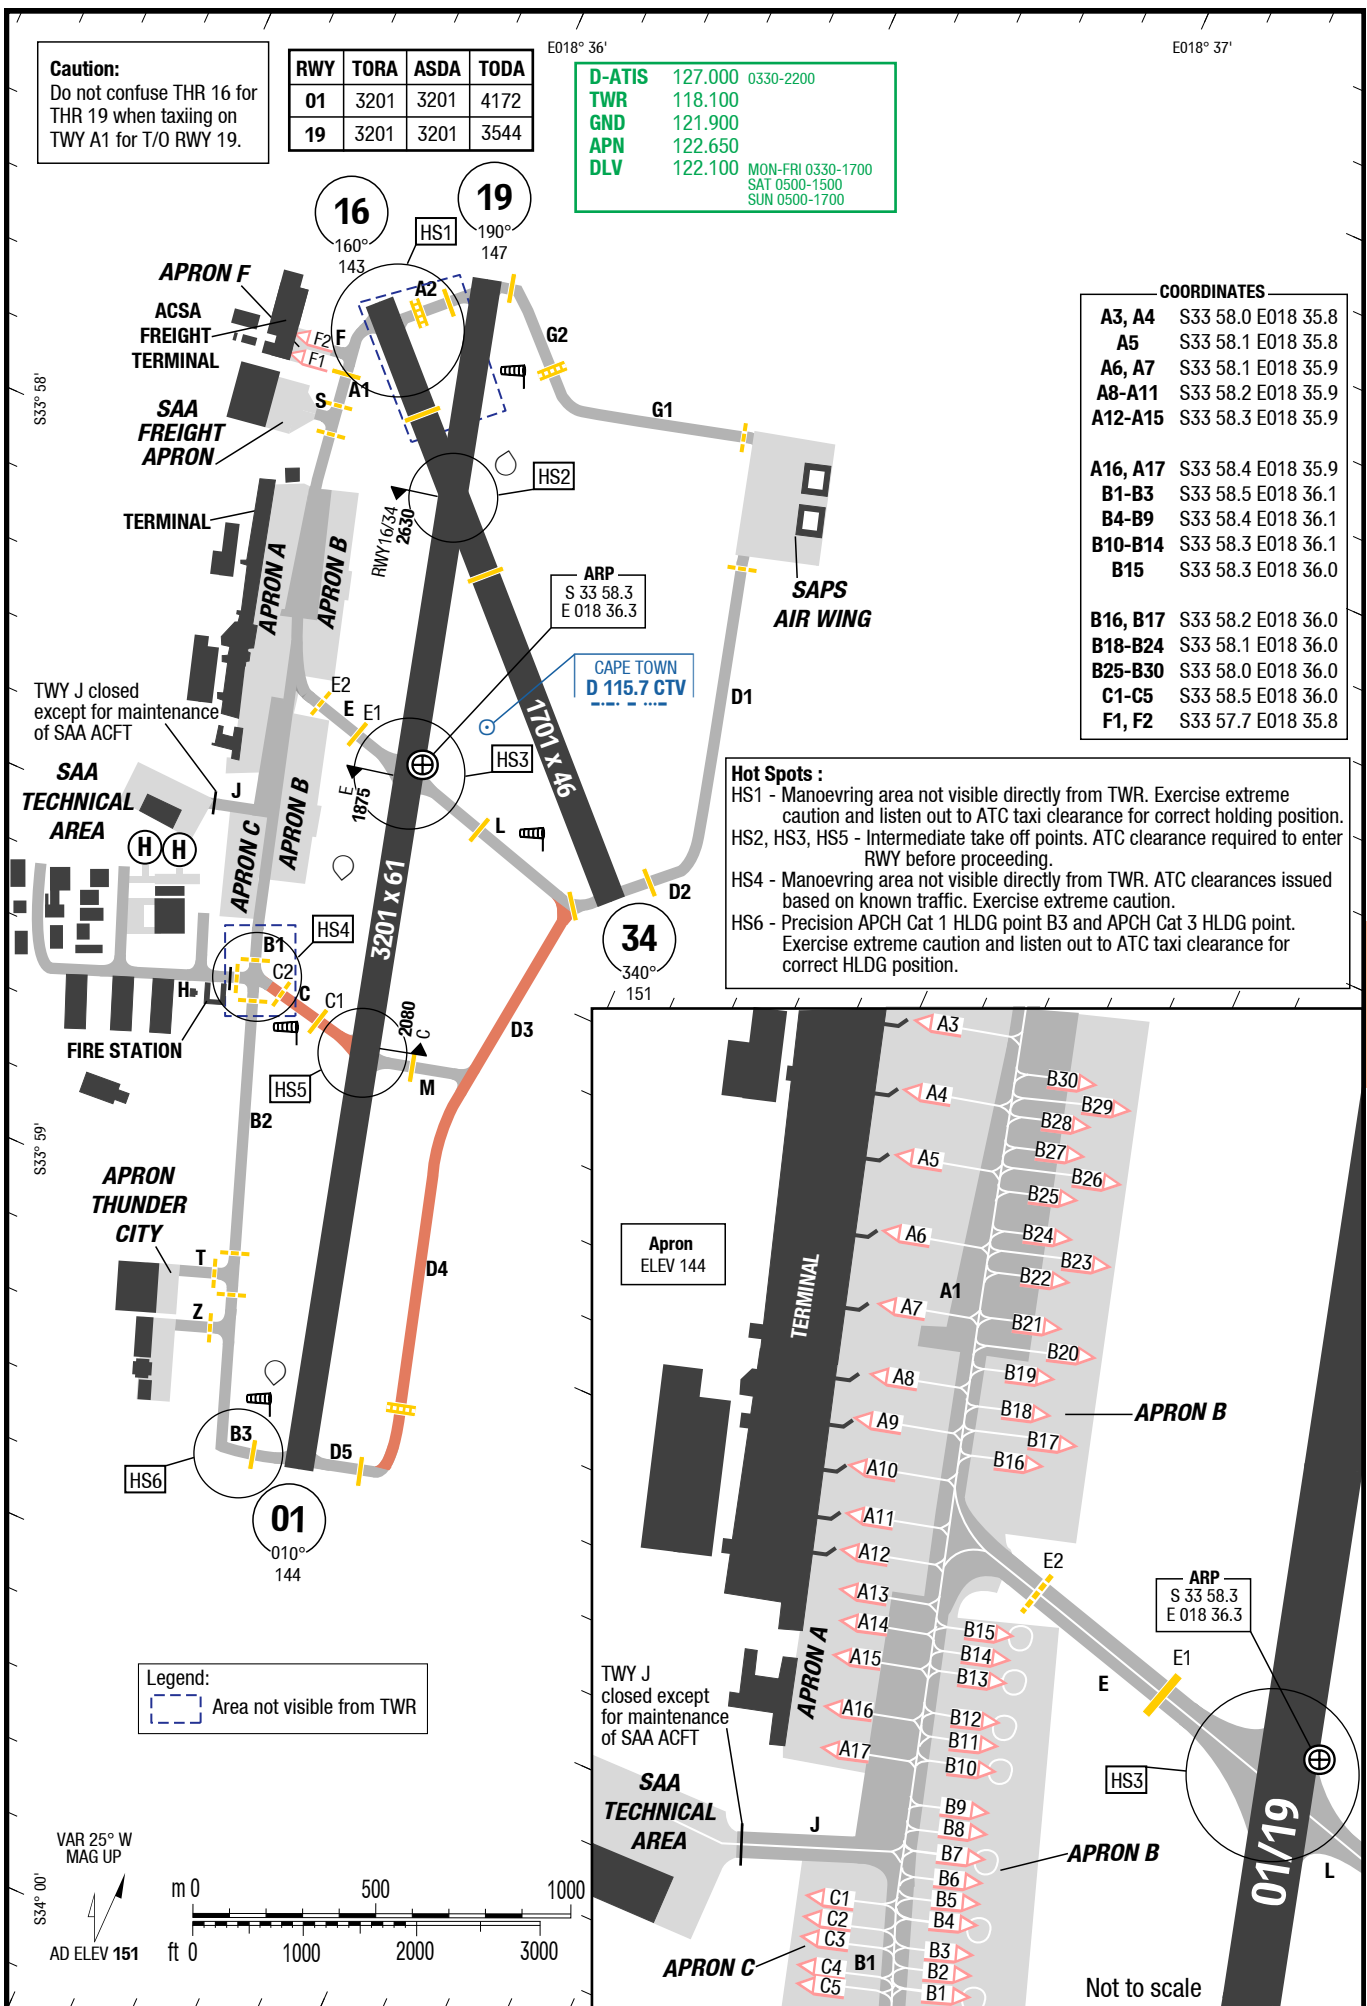 E018° 36'
E018° 37'
Caution:
Do not confuse THR 16 for
THR 19 when taxiing on
TWY A1 for T/O RWY 19.
RWY TORA ASDA TODA
01 3201 3201 4172
19 3201 3201 3544
D-ATIS 127.000 0330-2200
TWR 118.100
GND 121.900
APN 122.650
DLV 122.100 MON-FRI 0330-1700
SAT 0500-1500
SUN 0500-1700
16
160°
143
19
190°
147
HS1
A2
APRON F
ACSA
FREIGHT
TERMINAL
F2
F
F1
A1
S
SAA
FREIGHT
APRON
G2
G1
S33° 58'
COORDINATES
A3, A4 S33 58.0 E018 35.8
A5 S33 58.1 E018 35.8
A6, A7 S33 58.1 E018 35.9
A8-A11 S33 58.2 E018 35.9
A12-A15 S33 58.3 E018 35.9
A16, A17 S33 58.4 E018 35.9
B1-B3 S33 58.5 E018 36.1
B4-B9 S33 58.4 E018 36.1
B10-B14 S33 58.3 E018 36.1
B15 S33 58.3 E018 36.0
B16, B17 S33 58.2 E018 36.0
B18-B24 S33 58.1 E018 36.0
B25-B30 S33 58.0 E018 36.0
C1-C5 S33 58.5 E018 36.0
F1, F2 S33 57.7 E018 35.8
HS2
TERMINAL
RWY16/34
2630
APRON A
APRON B
ARP
S 33 58.3
E 018 36.3
SAPS
AIR WING
CAPE TOWN
D 115.7 CTV
D1
1701 x 46
TWY J closed
except for maintenance
of SAA ACFT
E2
E
E1
HS3
E
1875
SAA
TECHNICAL
AREA
J
APRON B
APRON C
L
H
H
3201 x 61
D2
34
340°
151
Hot Spots :
HS1 - Manoevring area not visible directly from TWR. Exercise extreme
caution and listen out to ATC taxi clearance for correct holding position.
HS2, HS3, HS5 - Intermediate take off points. ATC clearance required to enter
RWY before proceeding.
HS4 - Manoevring area not visible directly from TWR. ATC clearances issued
based on known traffic. Exercise extreme caution.
HS6 - Precision APCH Cat 1 HLDG point B3 and APCH Cat 3 HLDG point.
Exercise extreme caution and listen out to ATC taxi clearance for
correct HLDG position.
HS4
B1
C2
C
C1
H
FIRE STATION
HS5
2080
C
M
D3
B2
S33° 59'
APRON
THUNDER
CITY
T
Z
D4
B3
D5
HS6
01
010°
144
Legend:
Area not visible from TWR
VAR 25° W
MAG UP
AD ELEV 151
S34° 00'
m 0 500 1000
ft 0 1000 2000 3000
A3
A4
A5
A6
A7
A8
A9
A10
A11
A12
A13
A14
A15
A16
A17
B30
B29
B28
B27
B26
B25
B24
B23
B22
B21
B20
B19
B18
B17
B16
Apron
ELEV 144
TERMINAL
A1
APRON B
E2
ARP
S 33 58.3
E 018 36.3
E1
E
HS3
APRON A
B15
B14
B13
B12
B11
B10
B9
B8
B7
B6
B5
B4
B3
B2
B1
TWY J
closed except
for maintenance
of SAA ACFT
SAA
TECHNICAL
AREA
J
APRON B
01/19
L
C1
C2
C3
C4
C5
B1
APRON C
Not to scale